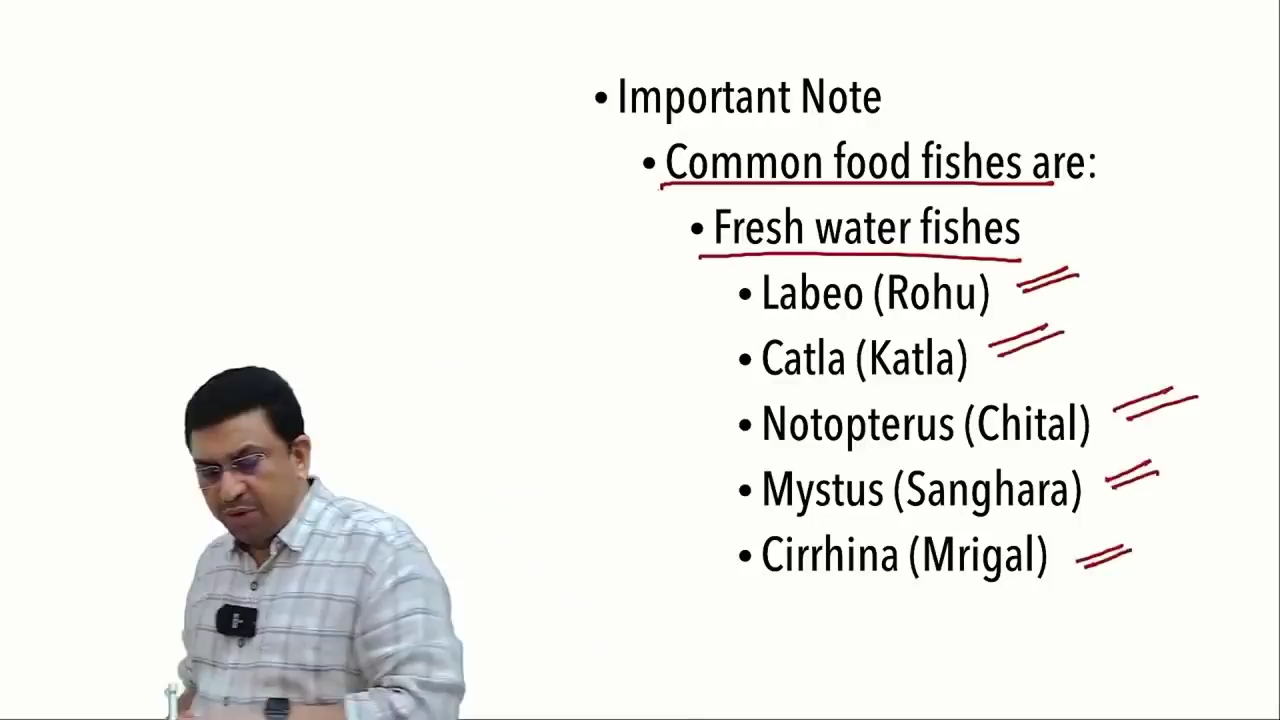 • Important Note
• Common food fishes are:
• Fresh water fishes
• Labeo (Rohu)
• Catla (Katla)
• Notopterus (Chital)
• Mystus (Sanghara)
• Cirrhina (Mrigal)